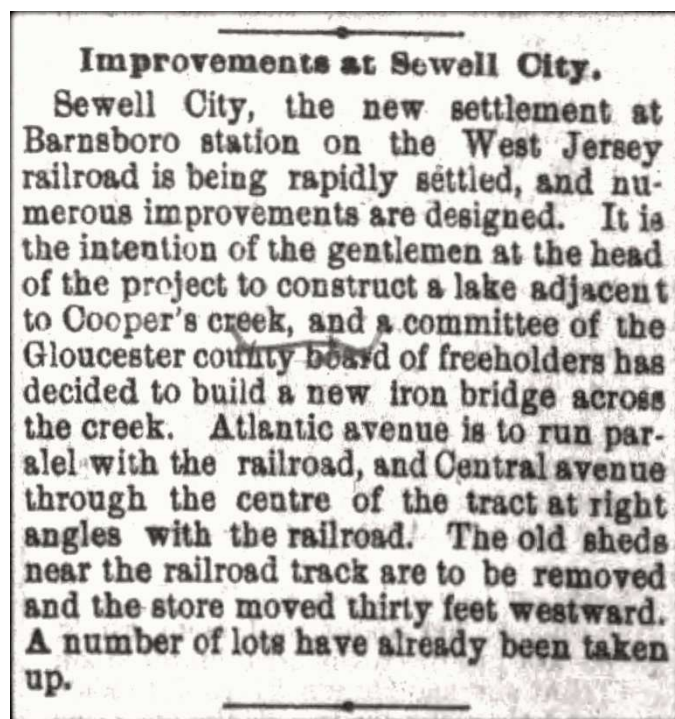 Improvements at Sewell City.
Sewell City, the new settlement at
Barnsboro station on the West Jersey
railroad is being rapidly settled, and nu-
merous improvements are designed. It is
the intention of the gentlemen at the head
of the project to construct a lake adjacent
to Cooper's creek, and a committee of the
Gloucester county board of freeholders has
decided to build a new iron bridge across
the creek. Atlantic avenue is to run par-
alel with the railroad, and Central avenue
through the centre of the tract at right
angles with the railroad. The old sheds
near the railroad track are to be removed
and the store moved thirty feet westward.
A number of lots have already been taken
up.